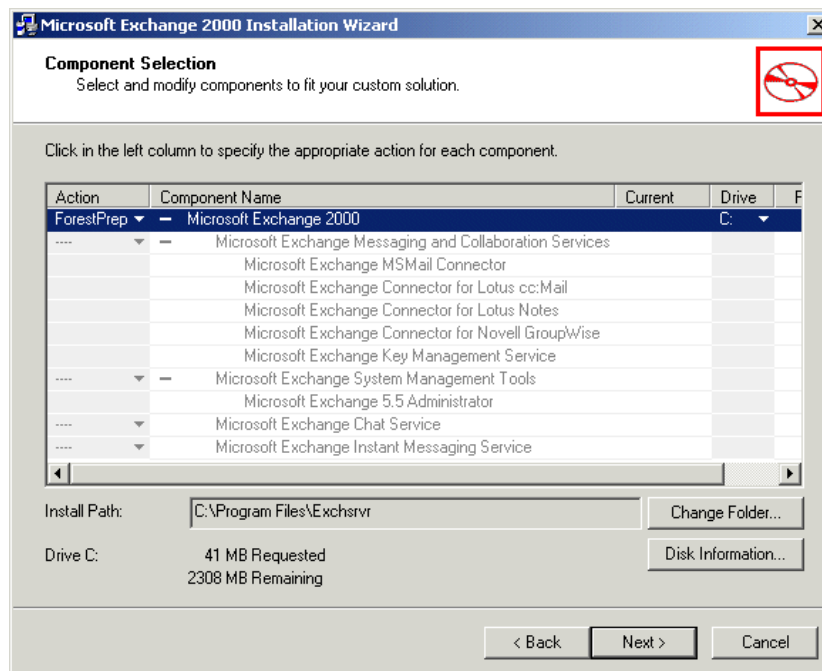 Microsoft Exchange 2000 Installation Wizard
Component Selection
Select and modify components to fit your custom solution.
Click in the left column to specify the appropriate action for each component.
Action Component Name Current Drive F
ForestPrep Microsoft Exchange 2000 C:
---- Microsoft Exchange Messaging and Collaboration Services
Microsoft Exchange MSMail Connector
Microsoft Exchange Connector for Lotus cc:Mail
Microsoft Exchange Connector for Lotus Notes
Microsoft Exchange Connector for Novell GroupWise
Microsoft Exchange Key Management Service
---- Microsoft Exchange System Management Tools
Microsoft Exchange 5.5 Administrator
---- Microsoft Exchange Chat Service
---- Microsoft Exchange Instant Messaging Service
Install Path: C:\Program Files\Exchsrvr Change Folder...
Drive C: 41 MB Requested Disk Information...
2308 MB Remaining
< Back Next > Cancel